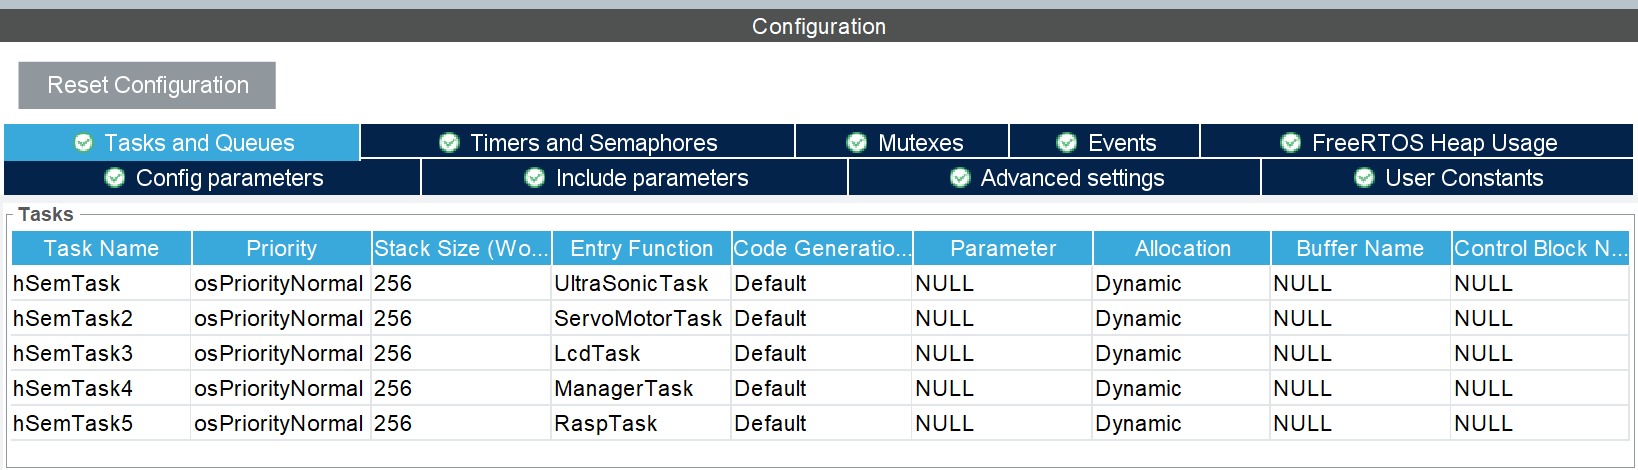 Configuration
Reset Configuration
Tasks and Queues Timers and Semaphores Mutexes Events FreeRTOS Heap Usage
Config parameters Include parameters Advanced settings User Constants
Tasks
Task Name Priority Stack Size (Wo... Entry Function Code Generatio... Parameter Allocation Buffer Name Control Block N...
hSemTask osPriorityNormal 256 UltraSonicTask Default NULL Dynamic NULL NULL
hSemTask2 osPriorityNormal 256 ServoMotorTask Default NULL Dynamic NULL NULL
hSemTask3 osPriorityNormal 256 LcdTask Default NULL Dynamic NULL NULL
hSemTask4 osPriorityNormal 256 ManagerTask Default NULL Dynamic NULL NULL
hSemTask5 osPriorityNormal 256 RaspTask Default NULL Dynamic NULL NULL